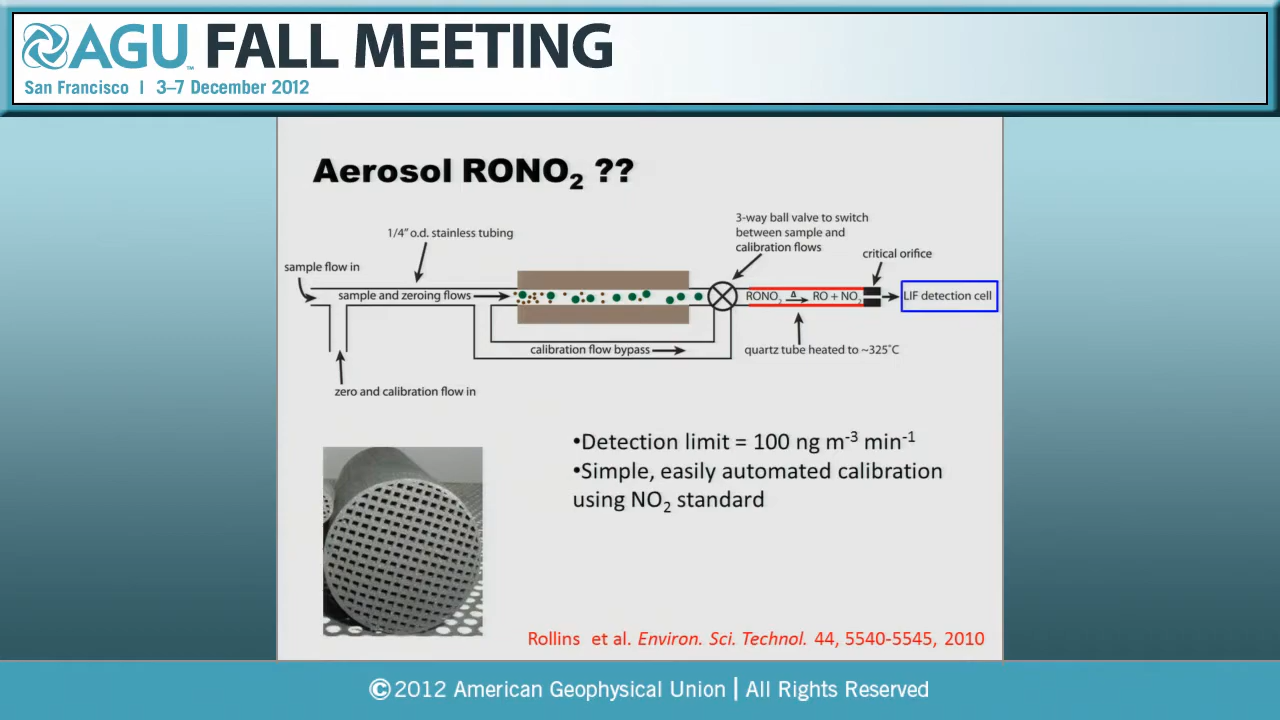 AGU™ FALL MEETING
San Francisco | 3–7 December 2012
Aerosol RONO₂ ??
3-way ball valve to switch
between sample and
calibration flows
1/4” o.d. stainless tubing
critical orifice
sample flow in
sample and zeroing flows
RONO₂ Δ RO + NO₂
LIF detection cell
calibration flow bypass
quartz tube heated to ~325˚C
zero and calibration flow in
•Detection limit = 100 ng m⁻³ min⁻¹
•Simple, easily automated calibration
using NO₂ standard
Rollins et al. Environ. Sci. Technol. 44, 5540-5545, 2010
©2012 American Geophysical Union | All Rights Reserved